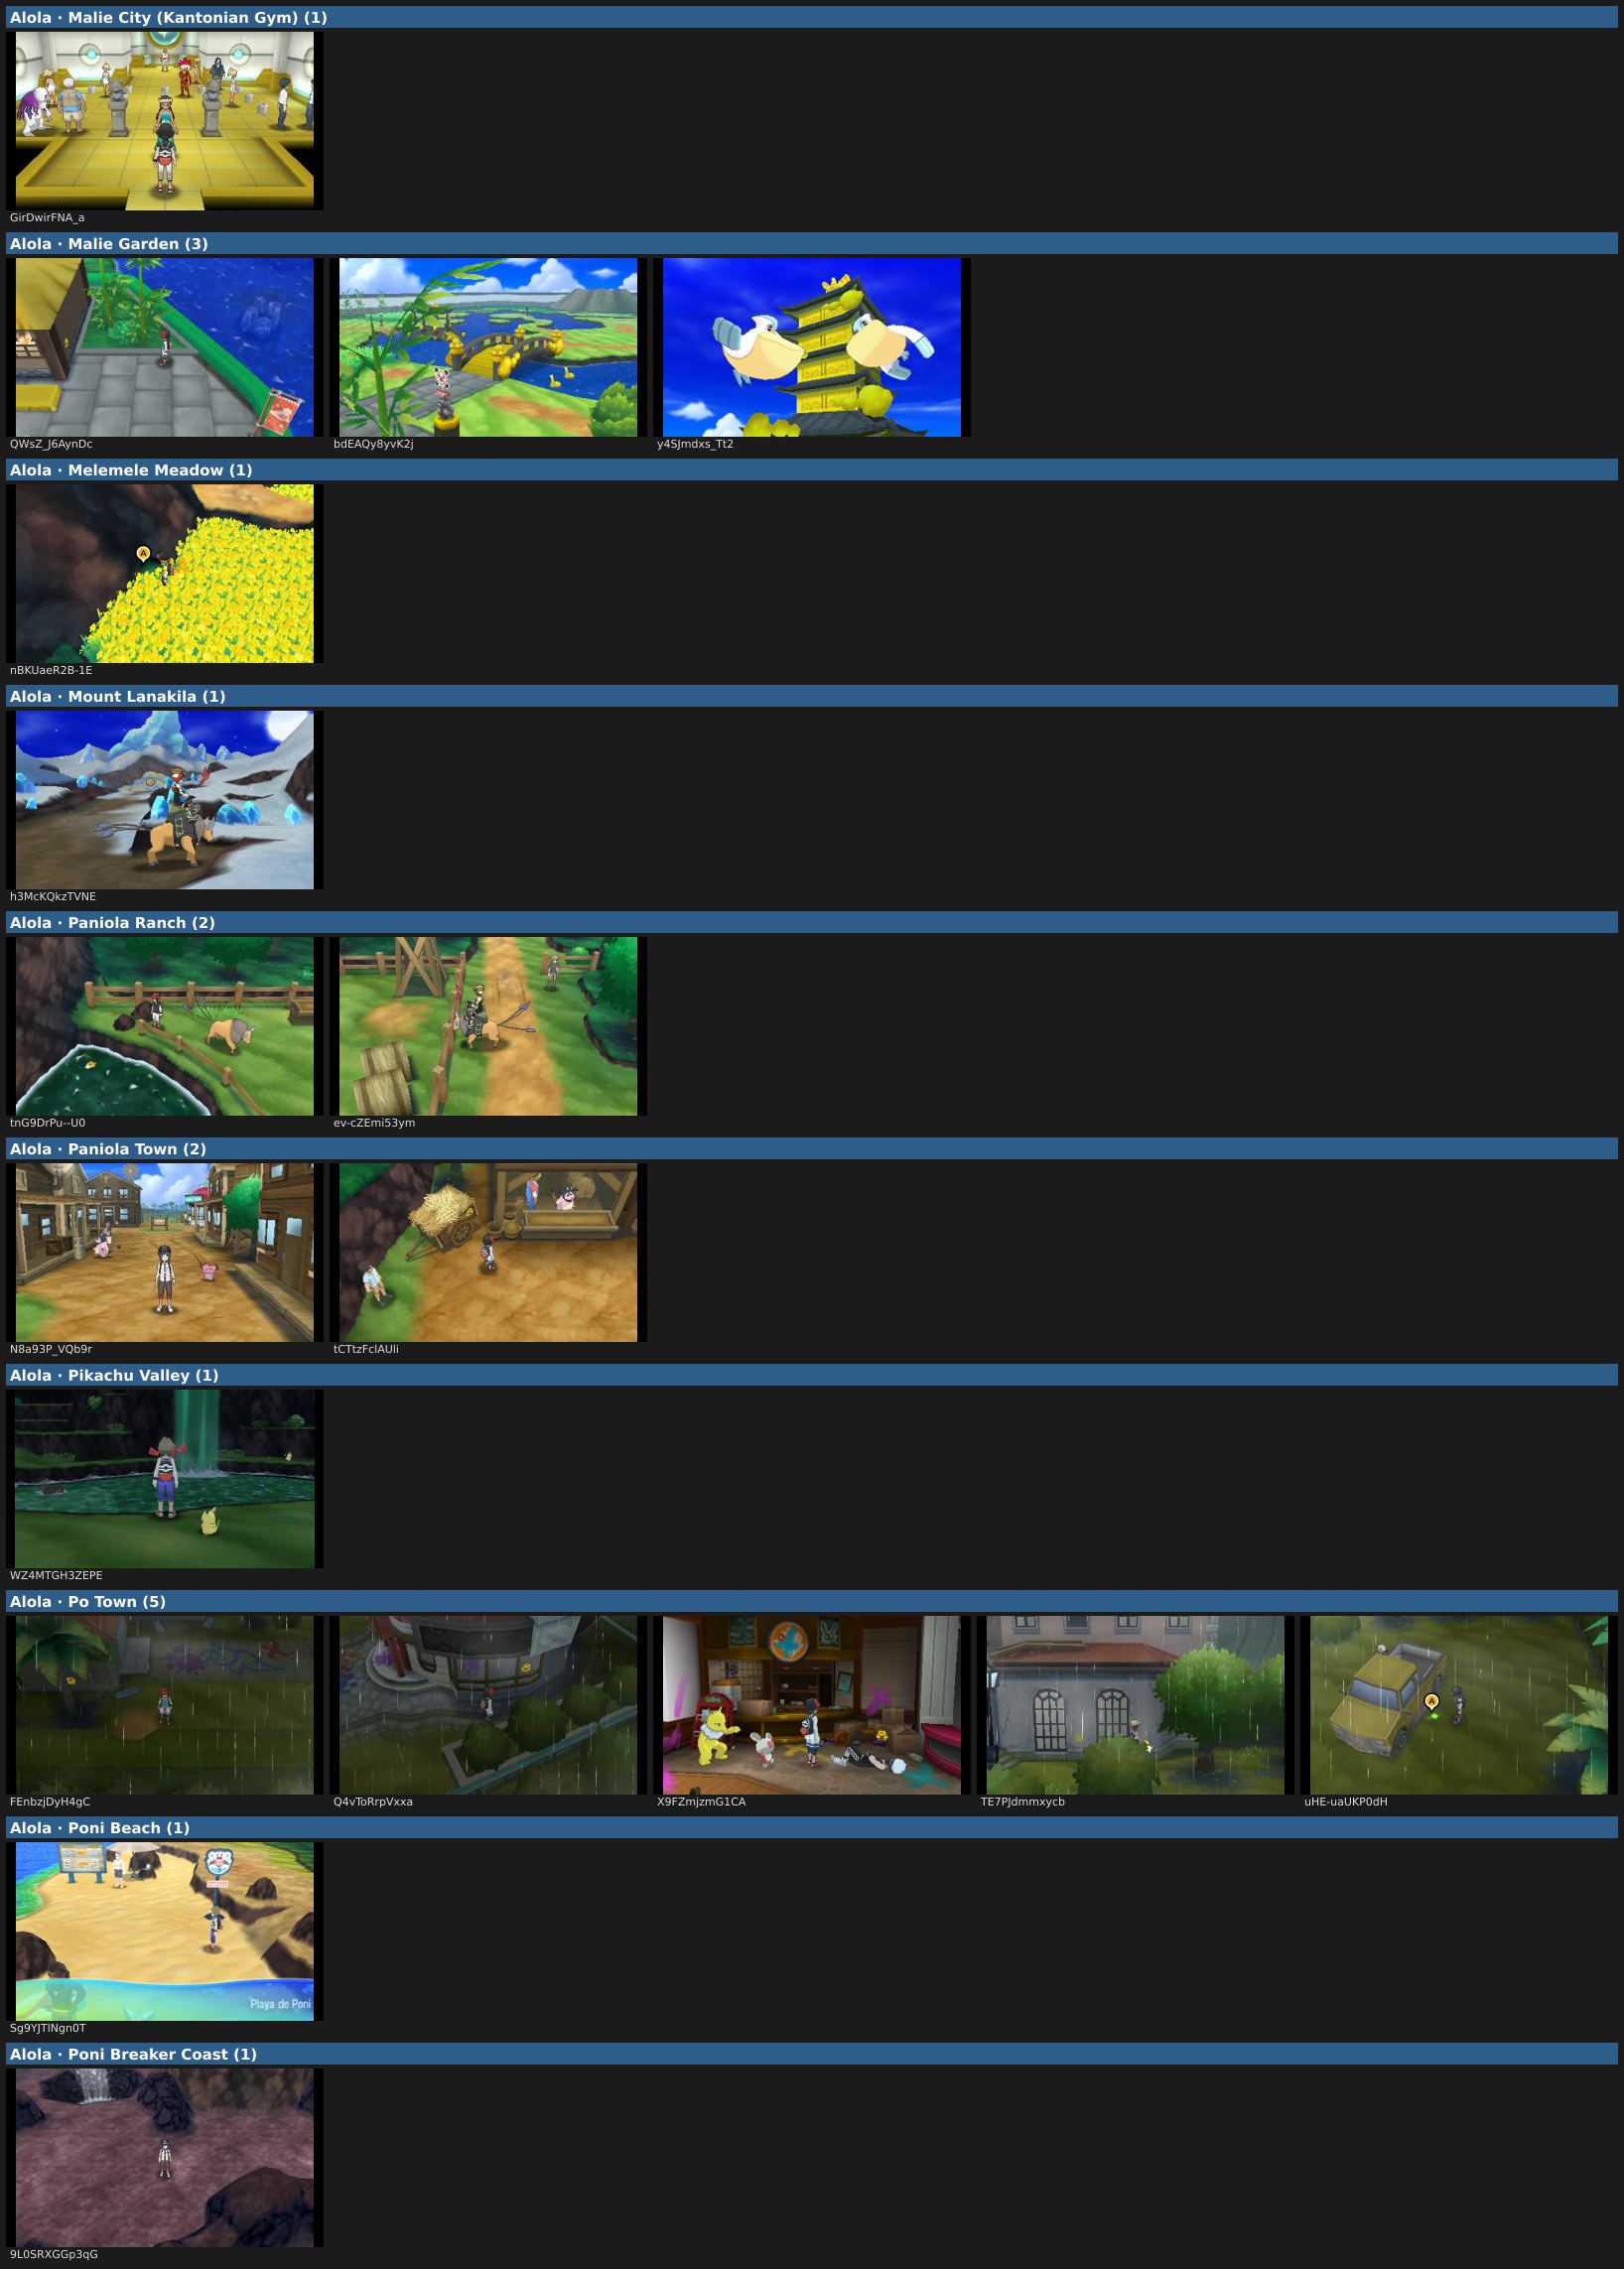 Alola · Malie City (Kantonian Gym) (1)
GirDwirFNA_a
Alola · Malie Garden (3)
QWsZ_J6AynDc
bdEAQy8yvK2j
y4SJmdxs_Tt2
Alola · Melemele Meadow (1)
A
nBKUaeR2B-1E
Alola · Mount Lanakila (1)
h3McKQkzTVNE
Alola · Paniola Ranch (2)
tnG9DrPu--U0
ev-cZEmi53ym
Alola · Paniola Town (2)
N8a93P_VQb9r
tCTtzFclAUli
Alola · Pikachu Valley (1)
WZ4MTGH3ZEPE
Alola · Po Town (5)
A
FEnbzjDyH4gC
Q4vToRrpVxxa
X9FZmjzmG1CA
TE7PJdmmxycb
uHE-uaUKP0dH
Alola · Poni Beach (1)
Playa de Poni
Sg9YJTlNgn0T
Alola · Poni Breaker Coast (1)
9L0SRXGGp3qG